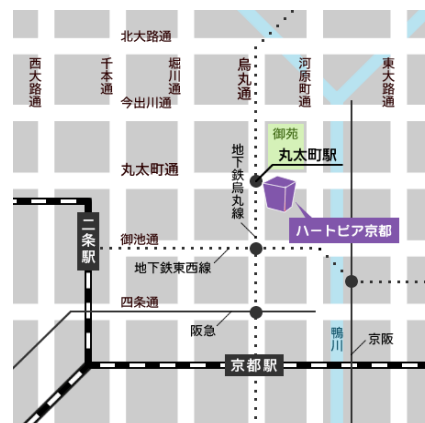 北大路通
西大路通
千本通
堀川通
烏丸通
河原町通
東大路通
今出川通
御苑
地下鉄烏丸線
丸太町駅
丸太町通
ハートピア京都
二条駅
御池通
地下鉄東西線
四条通
阪急
鴨川
京阪
京都駅